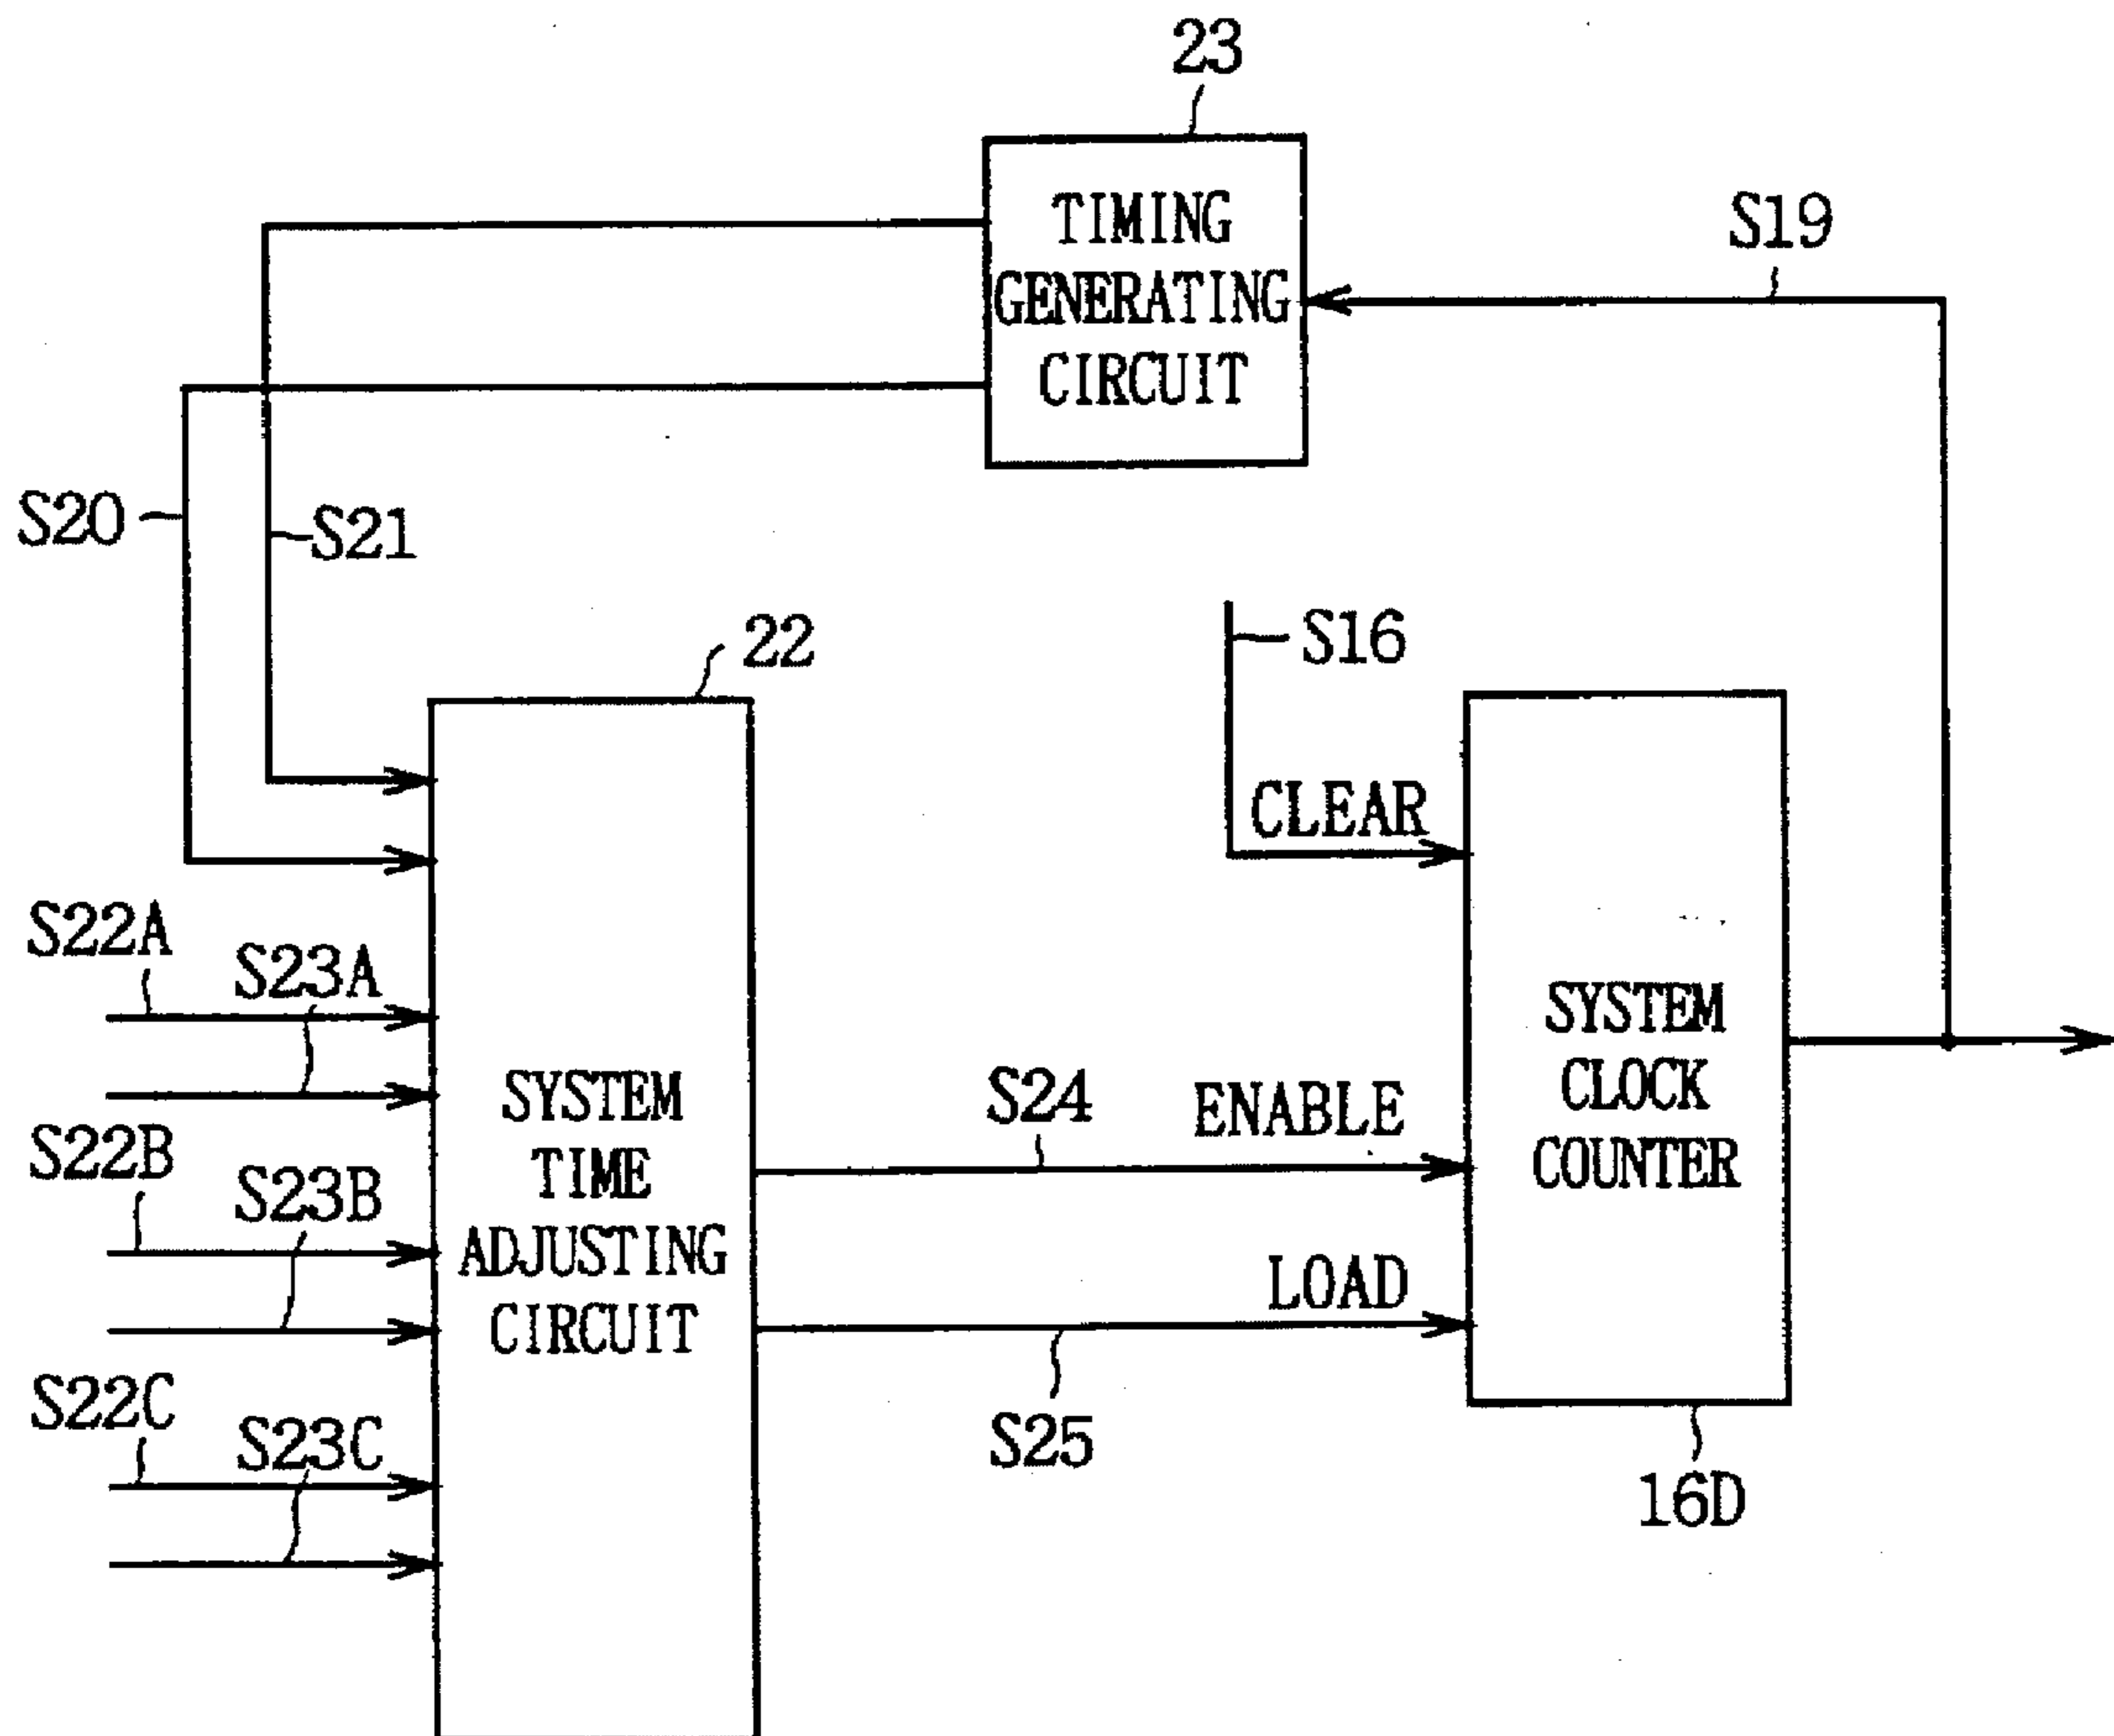 23
TIMING
GENERATING
CIRCUIT
S19
S20
S21
22
S16
CLEAR
S22A
S23A
S22B
S23B
S22C
S23C
SYSTEM
TIME
ADJUSTING
CIRCUIT
S24
ENABLE
LOAD
S25
SYSTEM
CLOCK
COUNTER
16D